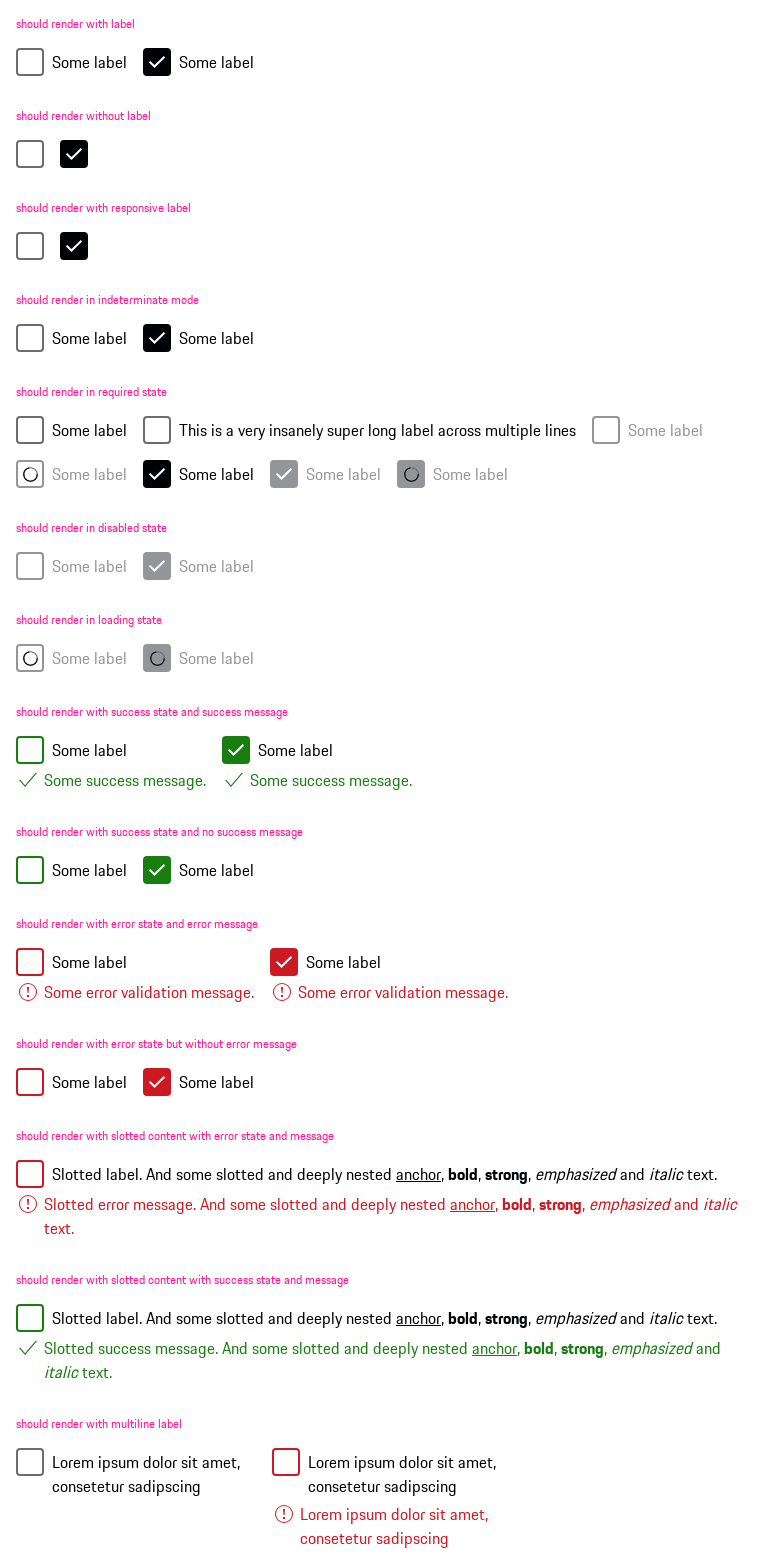 should render with label
Some label Some label
should render without label
should render with responsive label
should render in indeterminate mode
Some label Some label
should render in required state
Some label This is a very insanely super long label across multiple lines Some label
Some label Some label Some label Some label
should render in disabled state
Some label Some label
should render in loading state
Some label Some label
should render with success state and success message
Some label Some label
Some success message. Some success message.
should render with success state and no success message
Some label Some label
should render with error state and error message
Some label Some label
Some error validation message. Some error validation message.
should render with error state but without error message
Some label Some label
should render with slotted content with error state and message
Slotted label. And some slotted and deeply nested anchor, bold, strong, emphasized and italic text.
Slotted error message. And some slotted and deeply nested anchor, bold, strong, emphasized and italic
text.
should render with slotted content with success state and message
Slotted label. And some slotted and deeply nested anchor, bold, strong, emphasized and italic text.
Slotted success message. And some slotted and deeply nested anchor, bold, strong, emphasized and
italic text.
should render with multiline label
Lorem ipsum dolor sit amet,
consetetur sadipscing
Lorem ipsum dolor sit amet,
consetetur sadipscing
Lorem ipsum dolor sit amet,
consetetur sadipscing